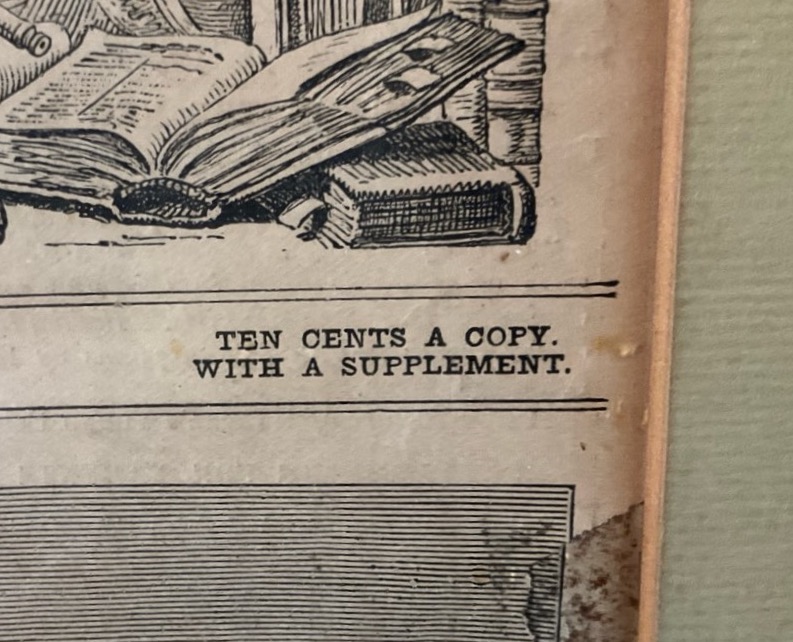 TEN CENTS A COPY.
WITH A SUPPLEMENT.